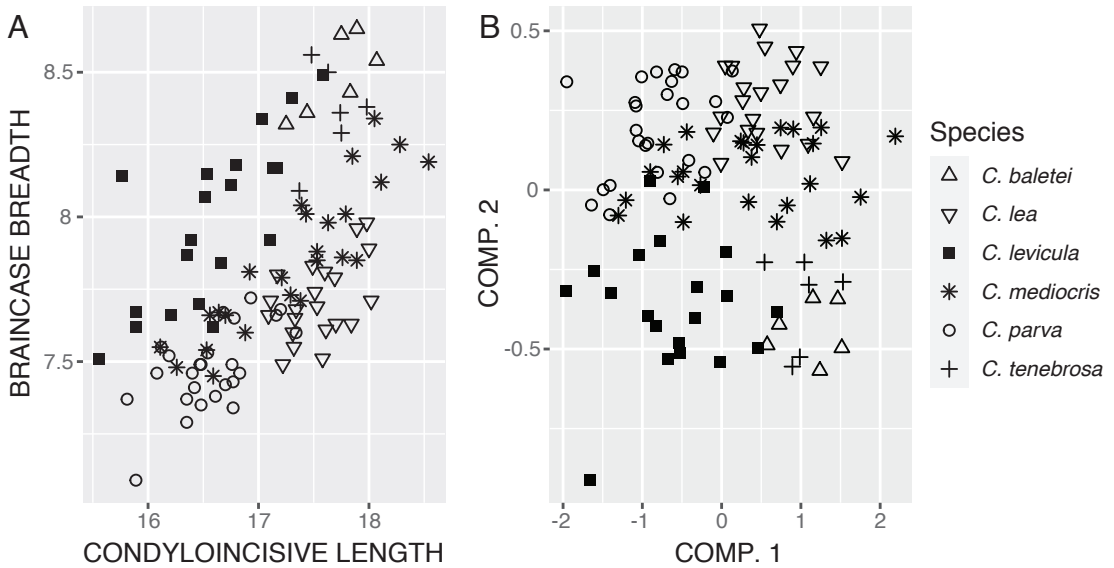 A
BRAINCASE BREADTH
8.5
8
7.5
16
17
18
CONDYLOINCISIVE LENGTH
B
COMP. 2
0.5
0
-0.5
-2
-1
0
1
2
COMP. 1
Species
C. baletei
C. lea
C. levicula
C. mediocris
C. parva
C. tenebrosa